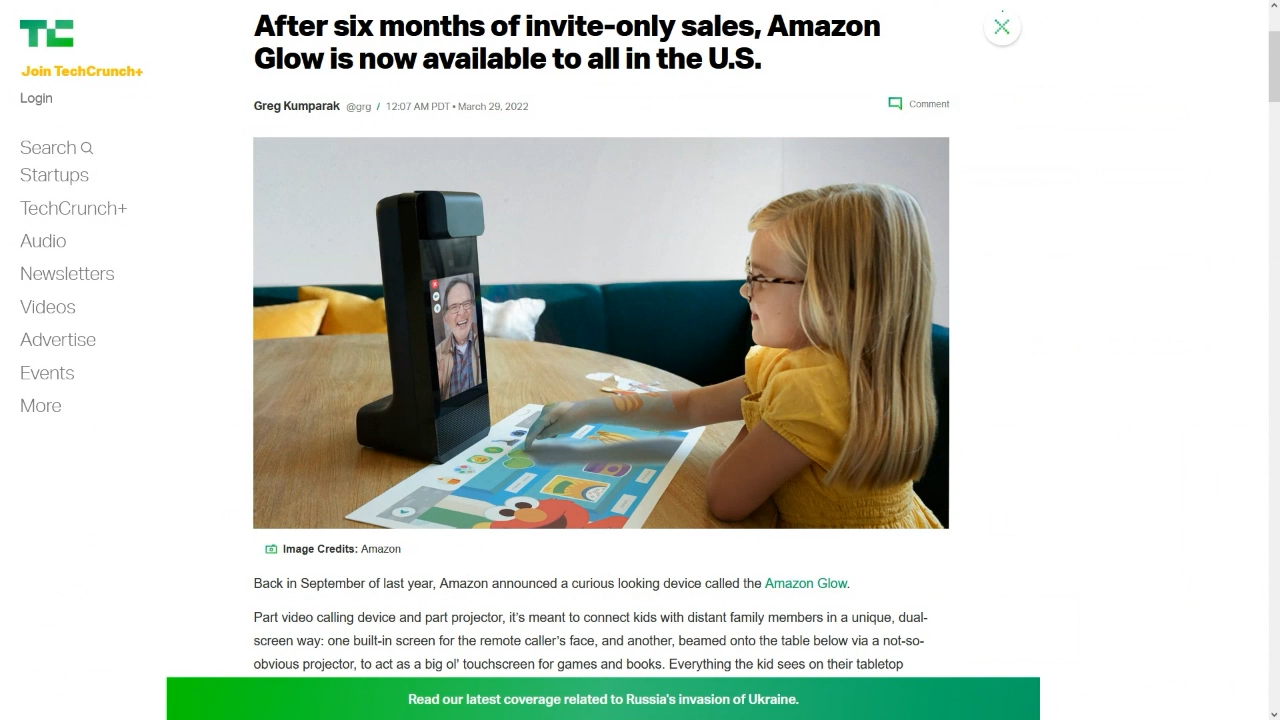 TC
Join TechCrunch+
Login
Search
Startups
TechCrunch+
Audio
Newsletters
Videos
Advertise
Events
More
After six months of invite-only sales, Amazon
Glow is now available to all in the U.S.
Greg Kumparak @grg / 12:07 AM PDT • March 29, 2022
Comment
Image Credits: Amazon
Back in September of last year, Amazon announced a curious looking device called the Amazon Glow.
Part video calling device and part projector, it's meant to connect kids with distant family members in a unique, dual-
screen way: one built-in screen for the remote caller's face, and another, beamed onto the table below via a not-so-
obvious projector, to act as a big ol' touchscreen for games and books. Everything the kid sees on their tabletop
Read our latest coverage related to Russia's invasion of Ukraine.